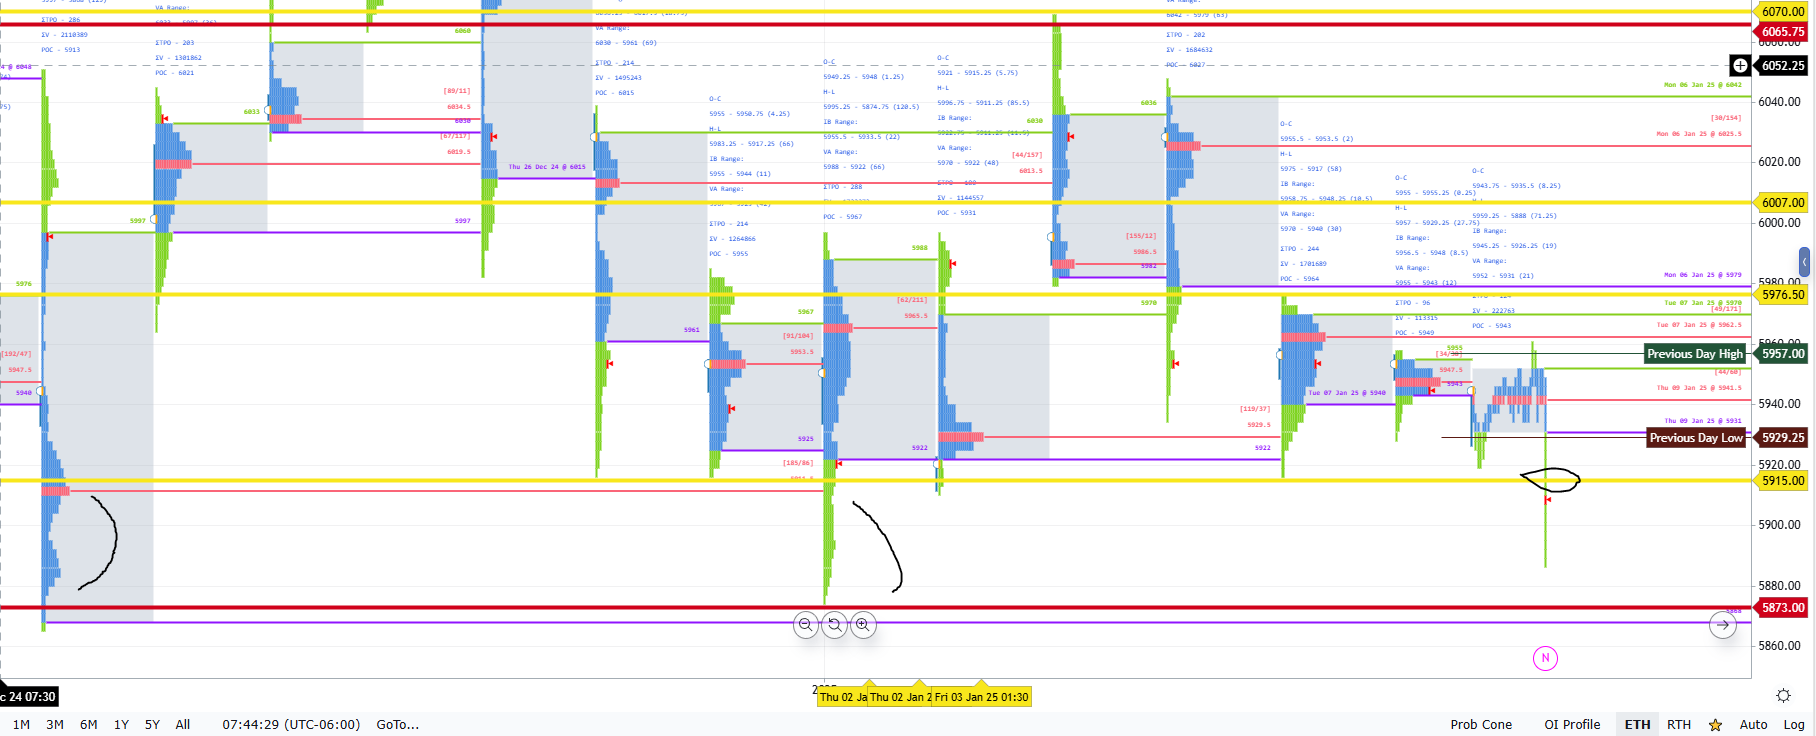 ΣTPO - 286
ΣV - 2110389
POC - 5913
24 @ 6048
ΣTPO - 203
ΣV - 1301862
POC - 6021
VA Range:
6060
6033
5997
5976
[192/47]
5947.5
5940
[89/11]
6034.5
6030
[67/117]
6019.5
5997
Thu 26 Dec 24 @ 6015
VA Range:
6030 - 5961 (69)
ΣTPO - 214
ΣV - 1495243
POC - 6015
5961
O-C
5955 - 5950.75 (4.25)
H-L
5983.25 - 5917.25 (66)
IB Range:
5955 - 5944 (11)
VA Range:
ΣTPO - 214
ΣV - 1264866
POC - 5955
5967
[91/104]
5953.5
5925
[185/86]
O-C
5949.25 - 5948 (1.25)
H-L
5995.25 - 5874.75 (120.5)
IB Range:
5955.5 - 5933.5 (22)
VA Range:
5988 - 5922 (66)
ΣTPO - 288
POC - 5967
5988
[62/211]
5965.5
5922
O-C
5921 - 5915.25 (5.75)
H-L
5996.75 - 5911.25 (85.5)
IB Range:
5922.75 - 5911.25 (11.5)
VA Range:
5970 - 5922 (48)
ΣV - 1144557
POC - 5931
6030
[44/157]
6013.5
6036
[155/12]
5986.5
5982
5970
6042 - 5979 (63)
ΣTPO - 202
ΣV - 1684632
POC - 6027
[119/37]
5929.5
5922
O-C
5955.5 - 5953.5 (2)
H-L
5975 - 5917 (58)
IB Range:
5958.75 - 5948.25 (10.5)
VA Range:
5970 - 5940 (30)
ΣTPO - 244
ΣV - 1701689
POC - 5964
Tue 07 Jan 25 @ 5940
O-C
5955 - 5955.25 (0.25)
H-L
5957 - 5929.25 (27.75)
IB Range:
5956.5 - 5948 (8.5)
VA Range:
5955 - 5943 (12)
ΣTPO - 96
ΣV - 113315
POC - 5949
5955
5947.5
5943
O-C
5943.75 - 5935.5 (8.25)
5959.25 - 5888 (71.25)
IB Range:
5945.25 - 5926.25 (19)
VA Range:
5952 - 5931 (21)
ΣV - 222763
POC - 5943
Mon 06 Jan 25 @ 6042
[30/154]
Mon 06 Jan 25 @ 6025.5
Mon 06 Jan 25 @ 5979
Tue 07 Jan 25 @ 5970
[49/171]
Tue 07 Jan 25 @ 5962.5
Previous Day High
[44/60]
Thu 09 Jan 25 @ 5941.5
Thu 09 Jan 25 @ 5931
Previous Day Low
5868
6070.00
6065.75
6052.25
6040.00
6020.00
6007.00
6000.00
5976.50
5957.00
5940.00
5929.25
5920.00
5915.00
5900.00
5880.00
5873.00
5860.00
N
c 24 07:30
Thu 02 Ja
Thu 02 Jan 2
Fri 03 Jan 25 01:30
1M 3M 6M 1Y 5Y All 07:44:29 (UTC-06:00) GoTo... Prob Cone OI Profile ETH RTH Auto Log